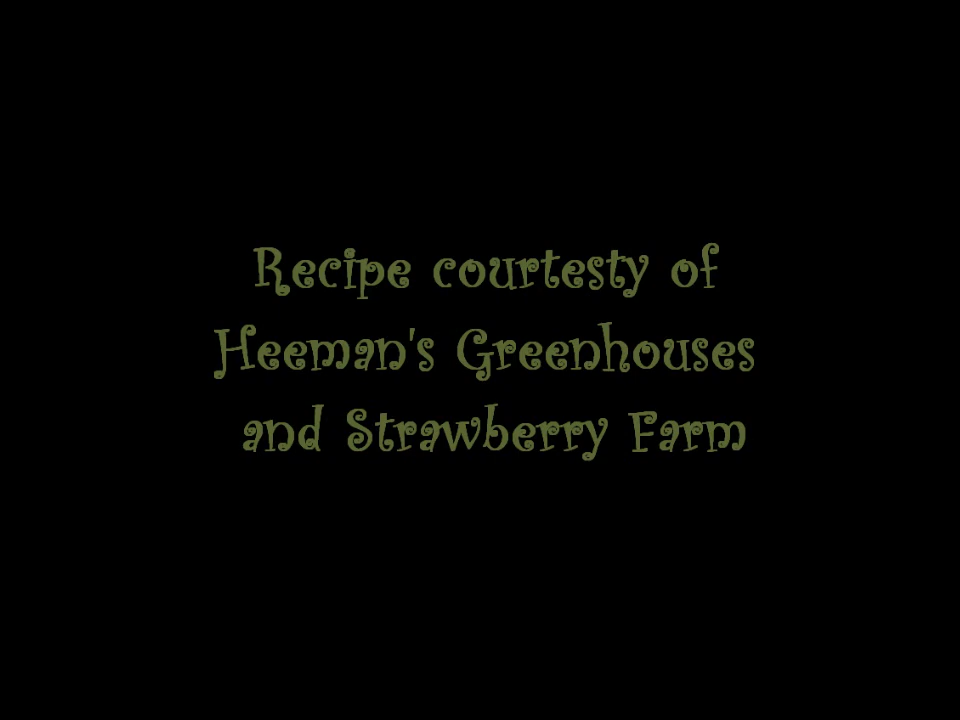 Recipe courtesty of
Heeman's Greenhouses
and Strawberry Farm